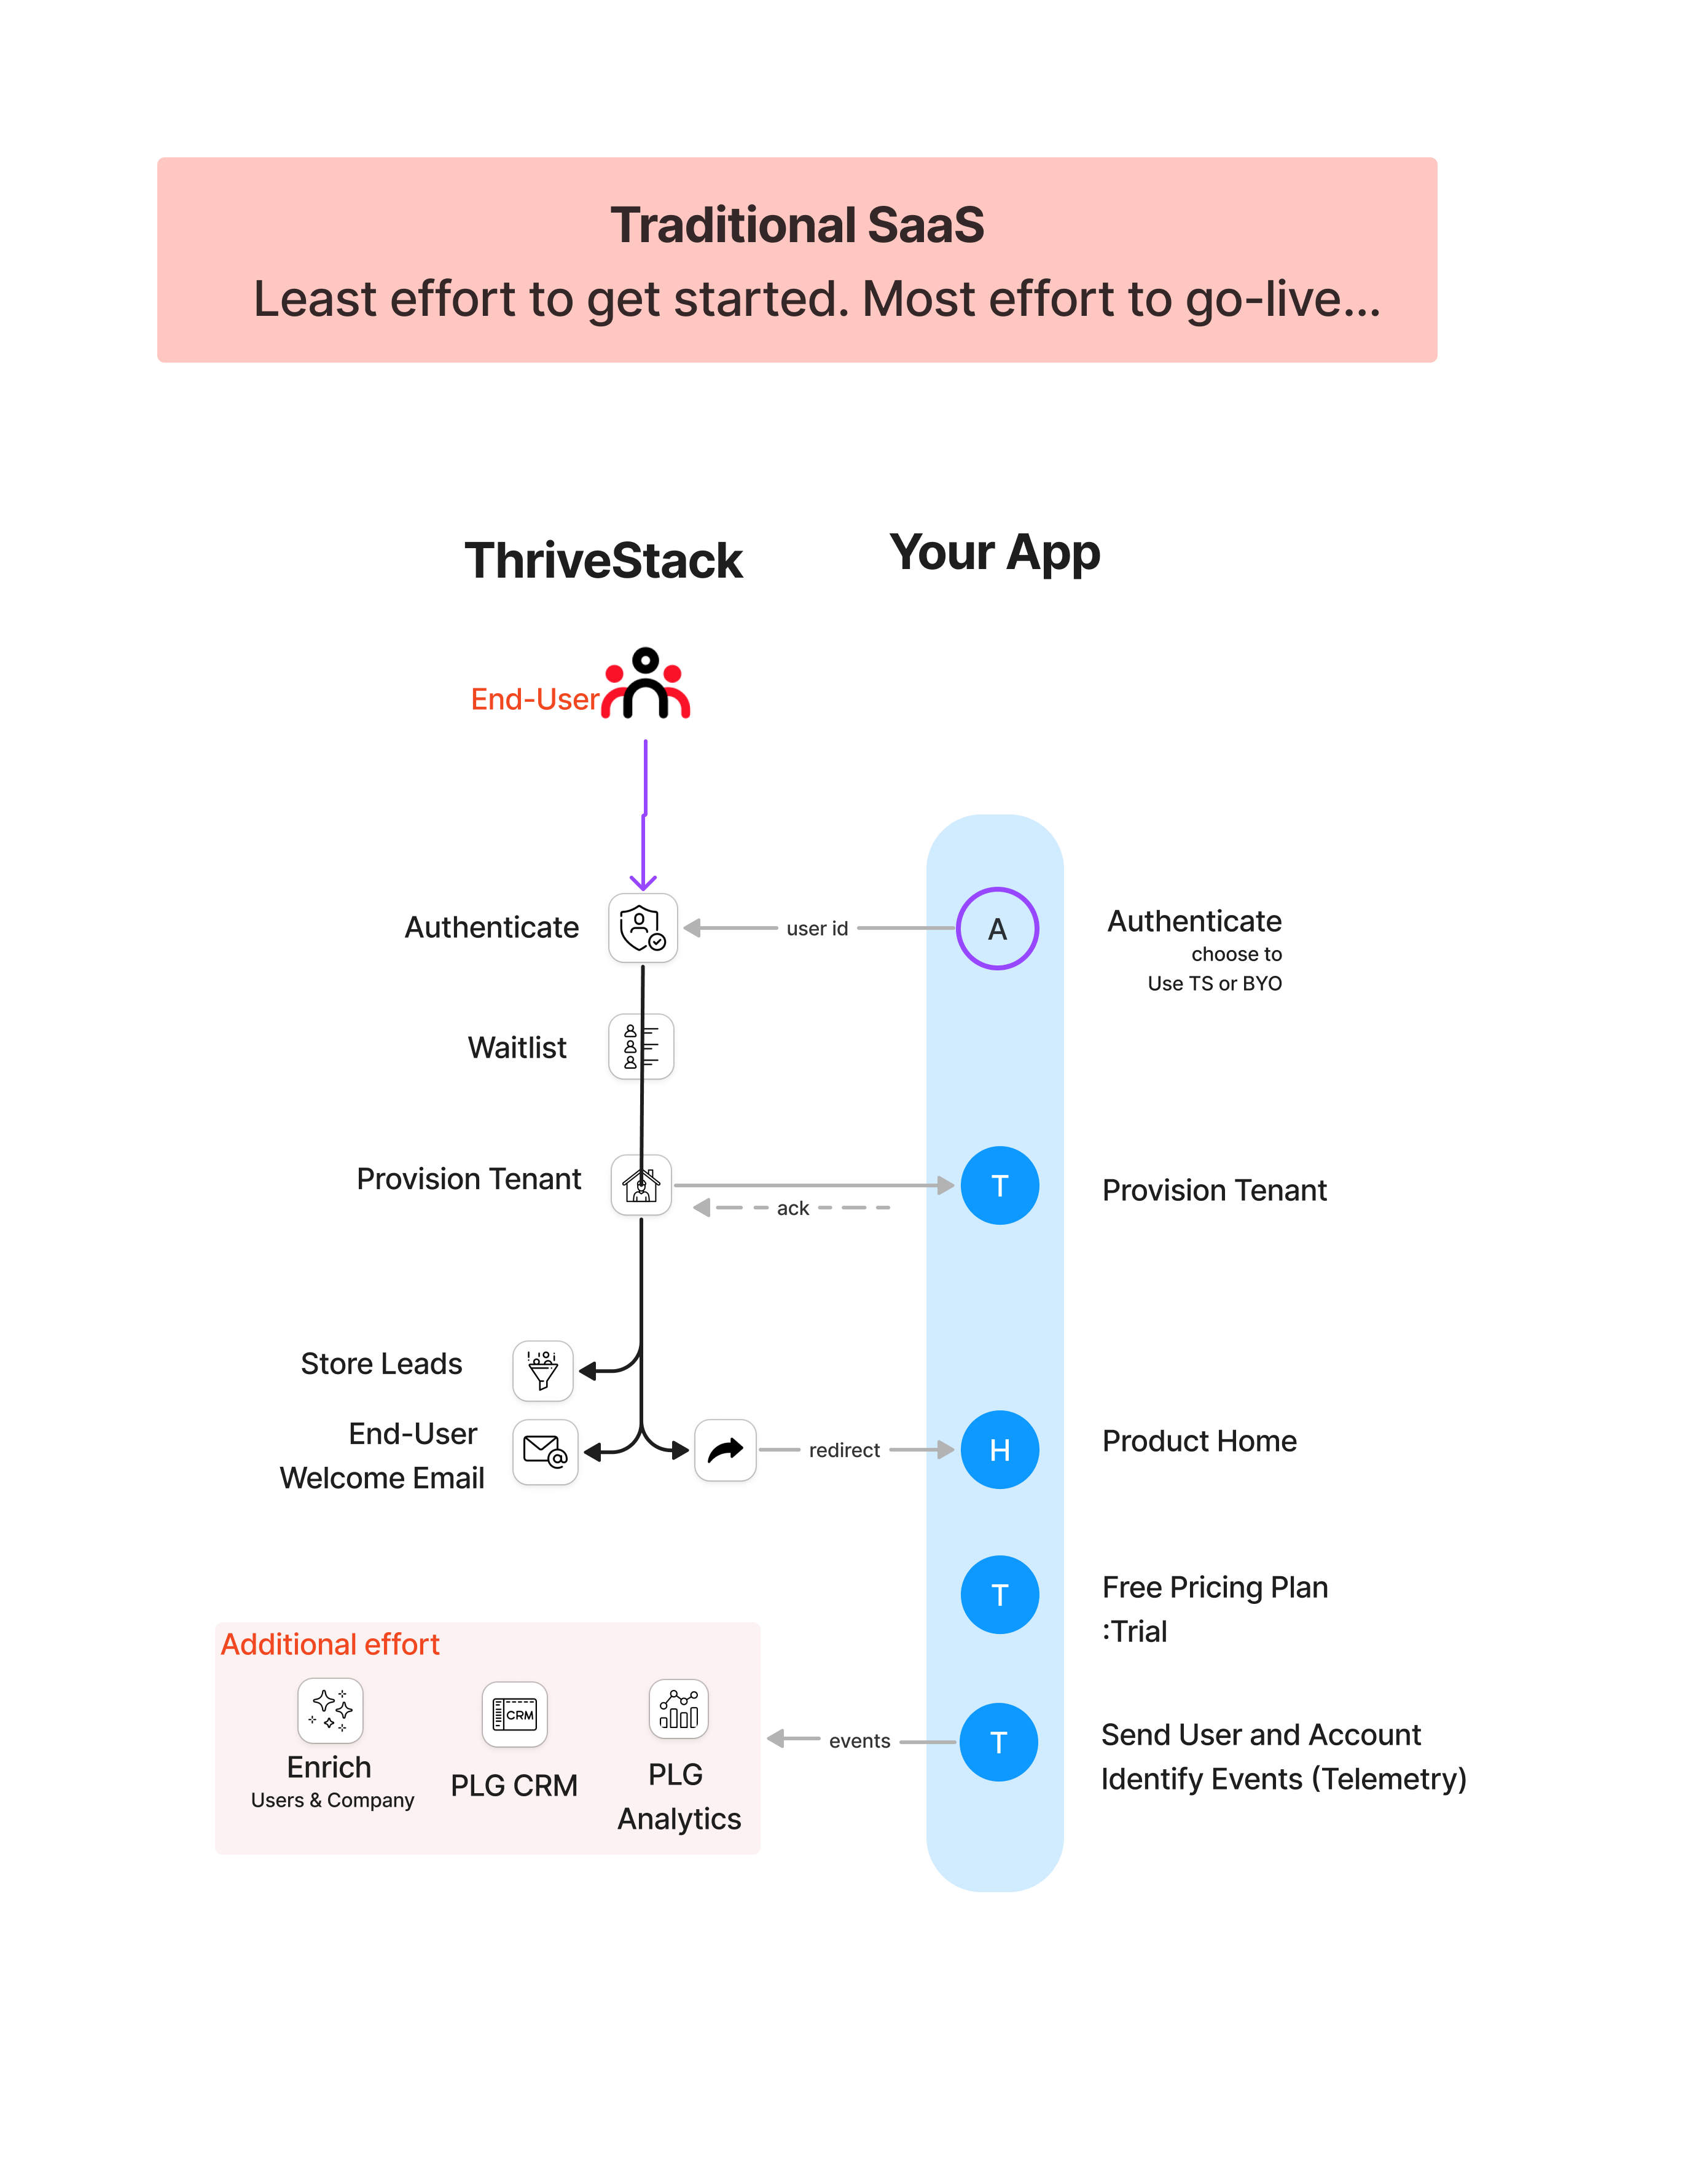 Traditional SaaS
Least effort to get started. Most effort to go-live...
ThriveStack
Your App
End-User
Authenticate
user id
A
Authenticate
choose to
Use TS or BYO
Waitlist
Provision Tenant
ack
T
Provision Tenant
Store Leads
End-User
Welcome Email
redirect
H
Product Home
T
Free Pricing Plan
:Trial
Additional effort
Enrich
Users & Company
CRM
PLG CRM
PLG
Analytics
events
T
Send User and Account
Identify Events (Telemetry)